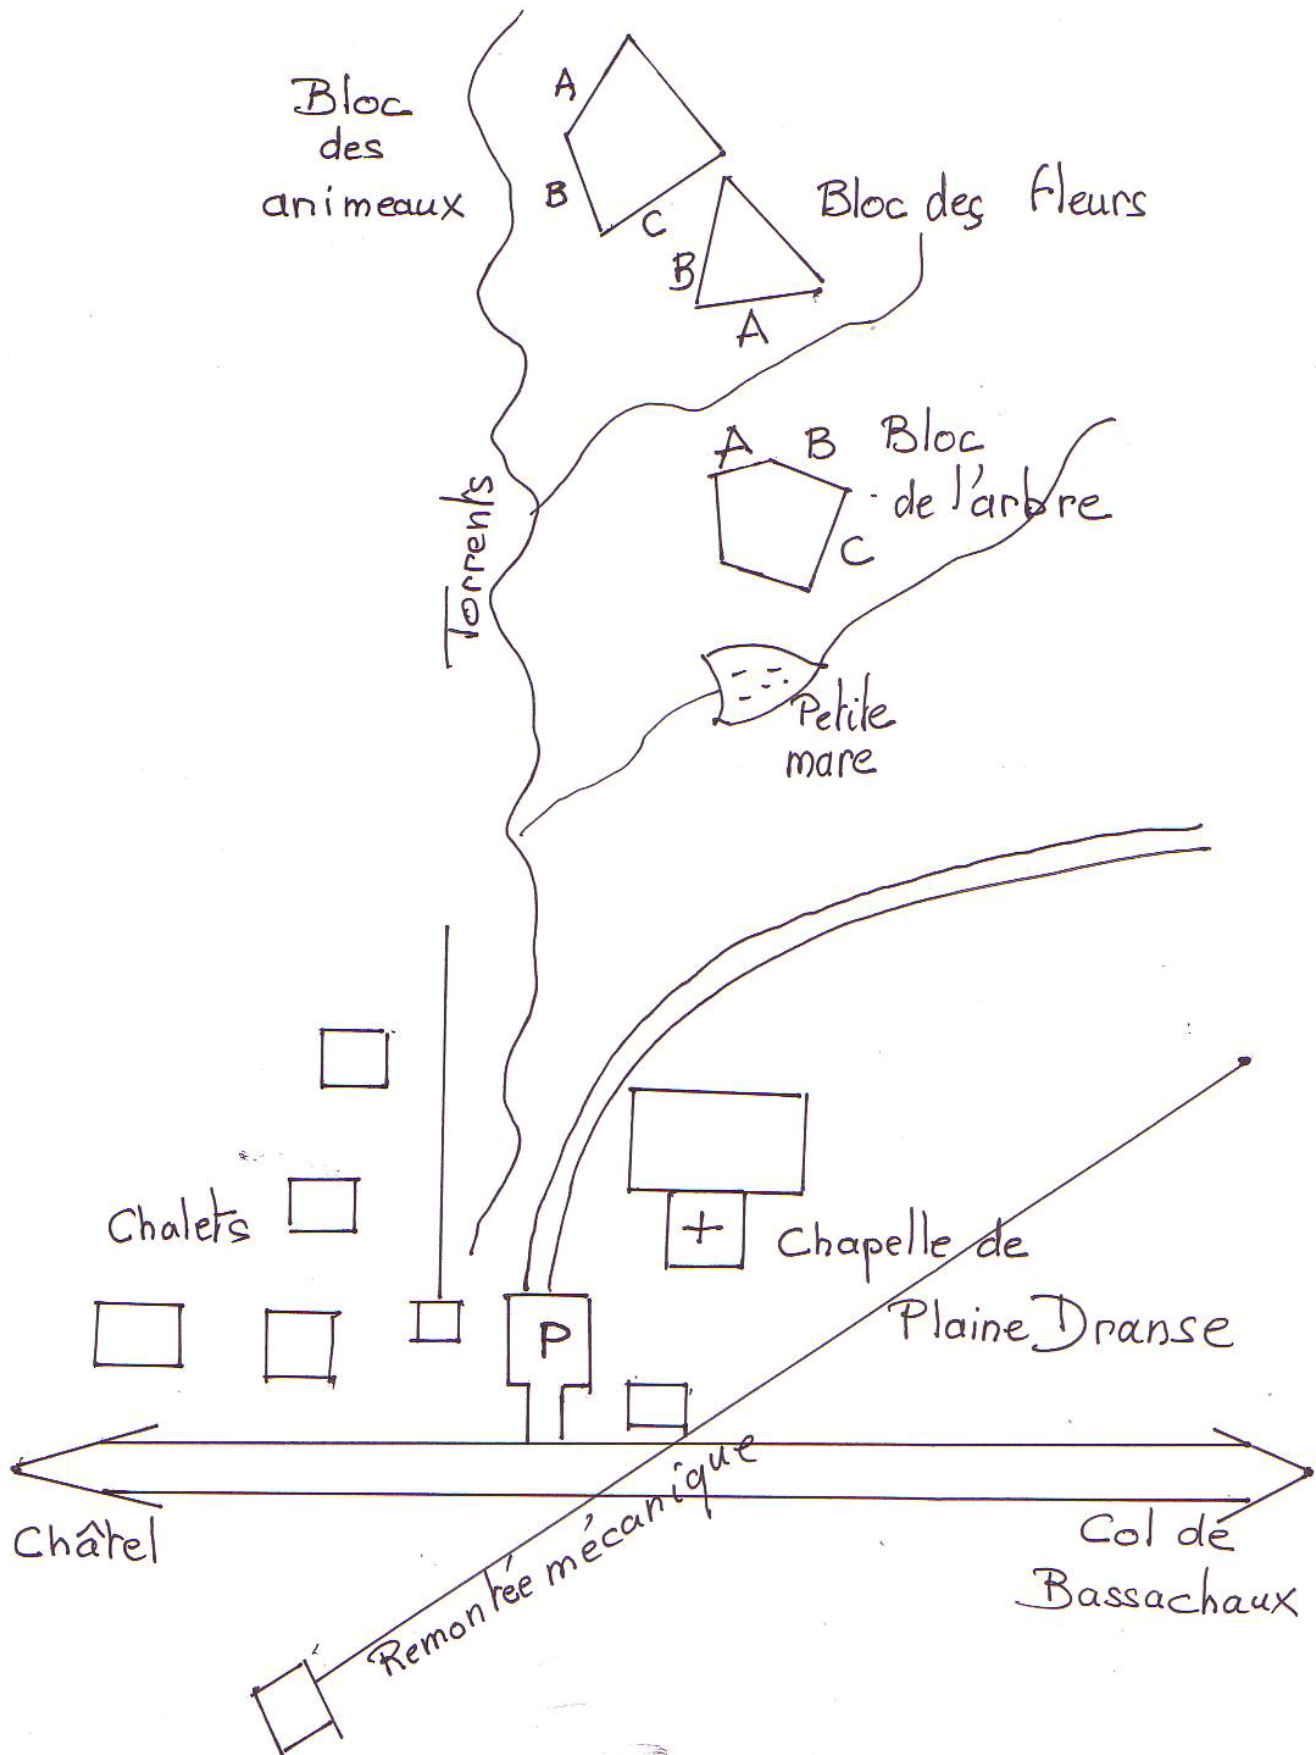 Bloc
des
animeaux
A
B
C
Bloc des fleurs
B
A
A B
C
Bloc
de l'arbre
Torrents
Petite
mare
Chalets
+
Chapelle de
Plaine Dranse
P
Châtel
Remontée mécanique
Col de
Bassachaux